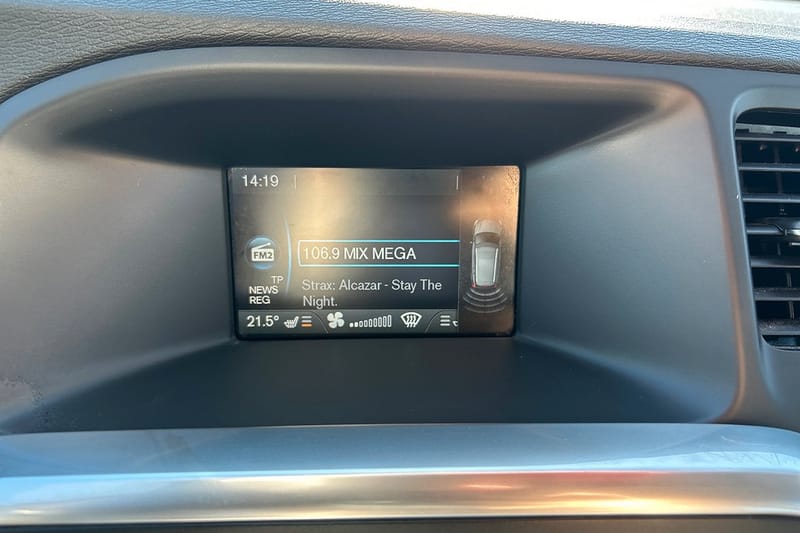 14:19
FM2
106.9 MIX MEGA
TP
NEWS
REG
Strax: Alcazar - Stay The
Night.
21.5°